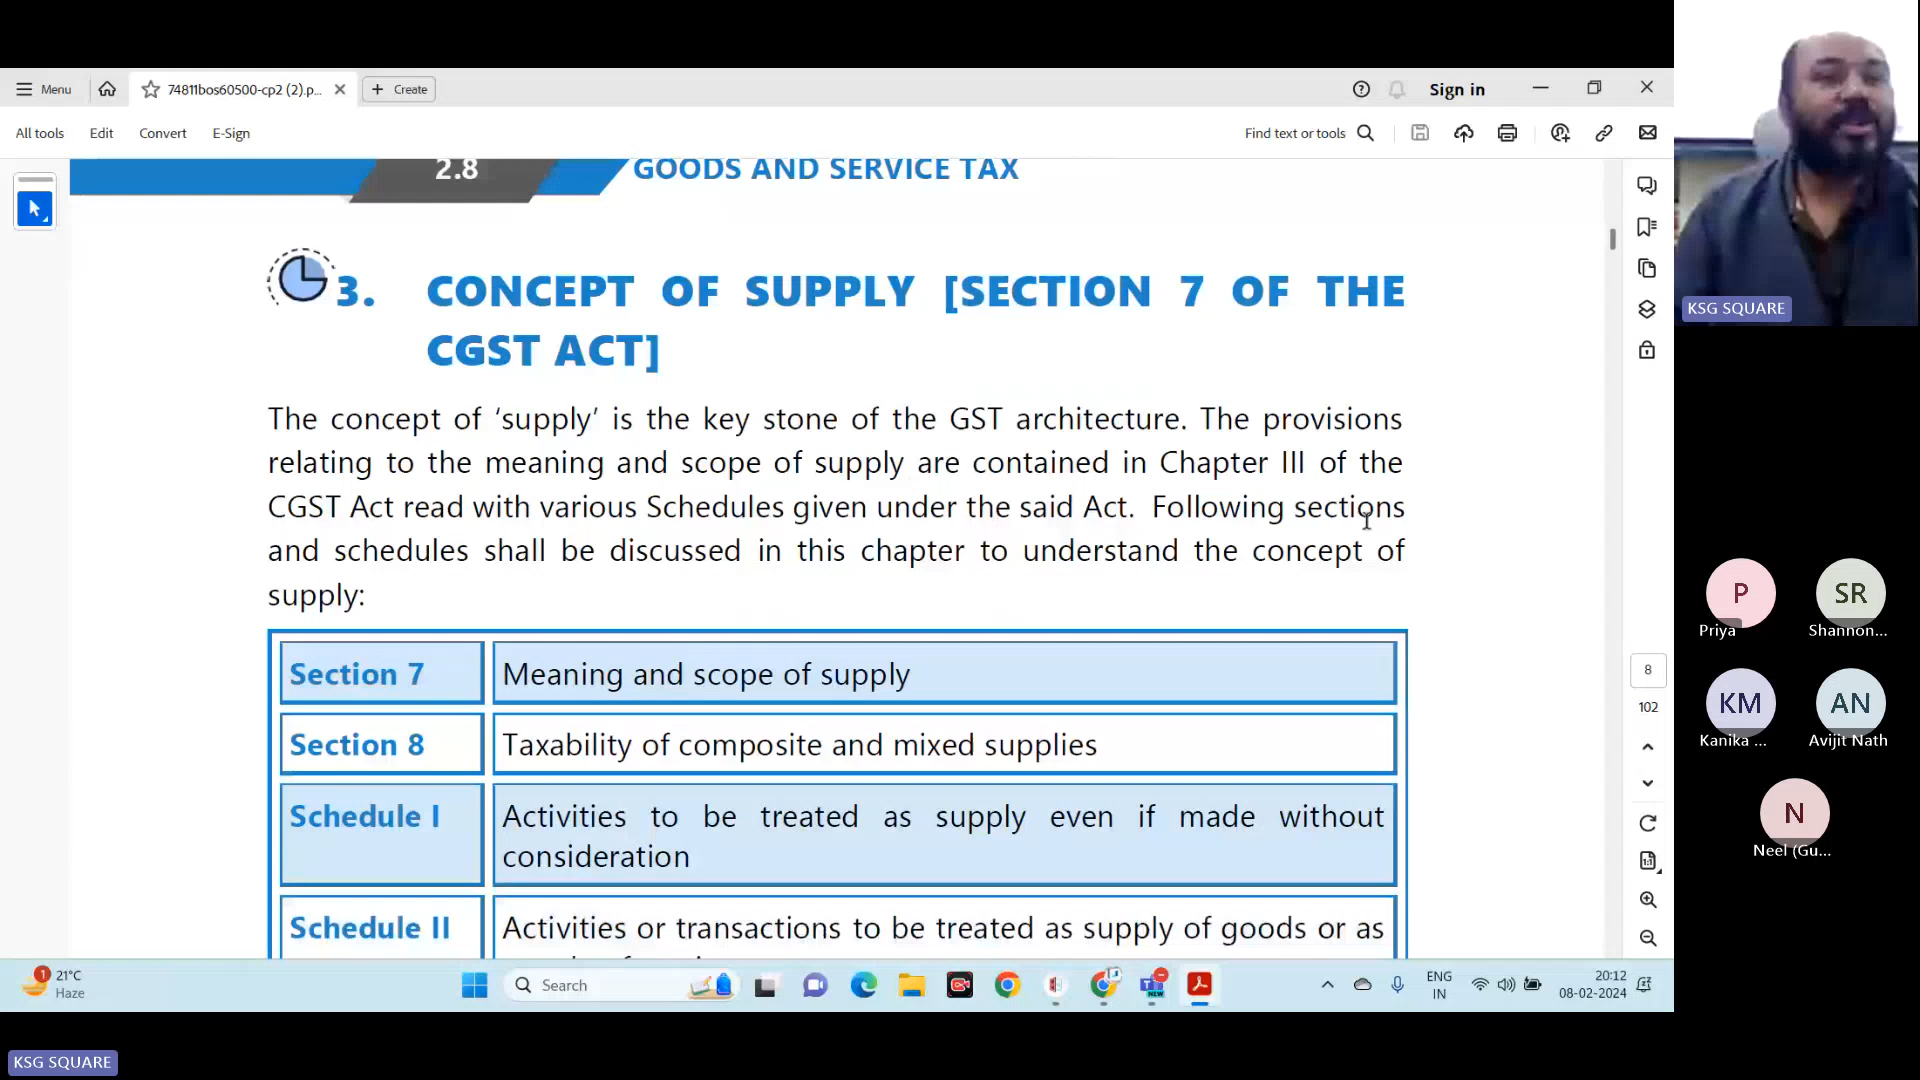 Menu
74811bos60500-cp2 (2).p...
Create
Sign in
All tools
Edit
Convert
E-Sign
Find text or tools
2.8
GOODS AND SERVICE TAX
3. CONCEPT OF SUPPLY [SECTION 7 OF THE
CGST ACT]
The concept of ‘supply’ is the key stone of the GST architecture. The provisions
relating to the meaning and scope of supply are contained in Chapter III of the
CGST Act read with various Schedules given under the said Act. Following sections
and schedules shall be discussed in this chapter to understand the concept of
supply:
Section 7 Meaning and scope of supply
Section 8 Taxability of composite and mixed supplies
Schedule I Activities to be treated as supply even if made without
consideration
Schedule II Activities or transactions to be treated as supply of goods or as
8
102
KSG SQUARE
P
Priya
SR
Shannon...
KM
Kanika ...
AN
Avijit Nath
N
Neel (Gu...
1
21°C
Haze
Search
NEW
ENG
IN
20:12
08-02-2024
KSG SQUARE